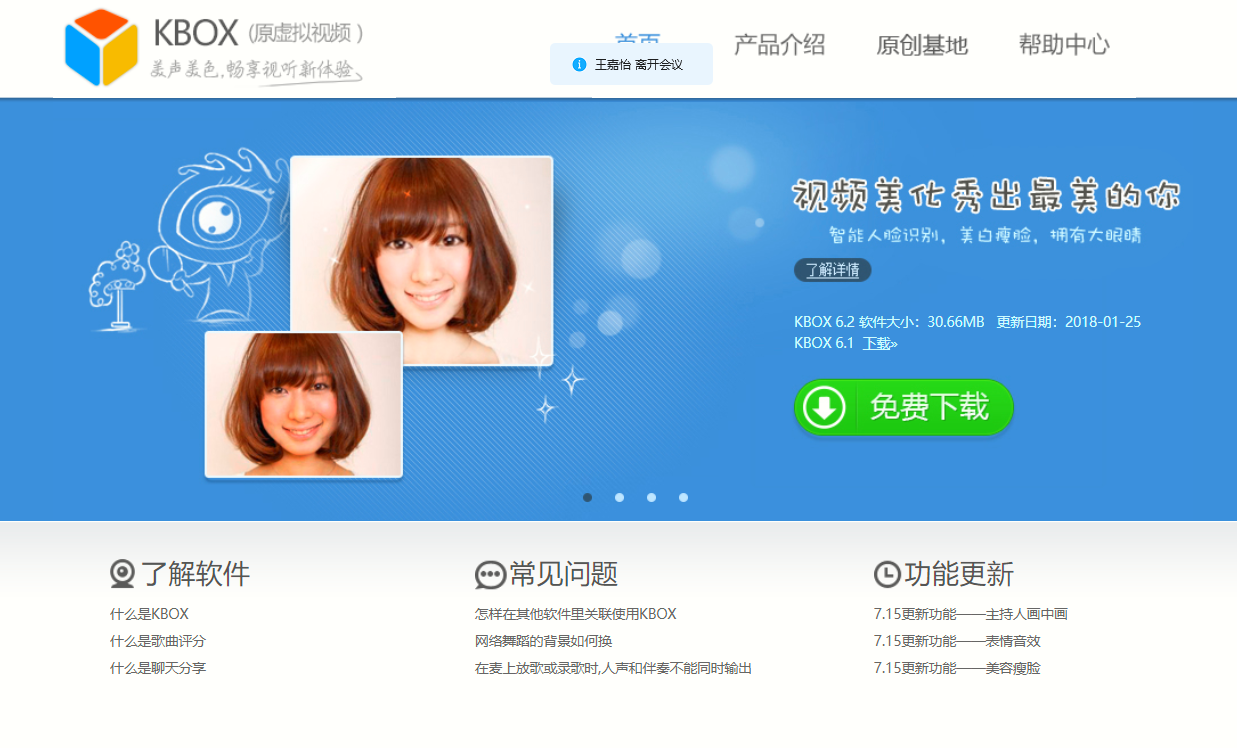 KBOX (原虚拟视频)
美声美色,畅享视听新体验
首页 产品介绍 原创基地 帮助中心
王嘉怡 离开会议
视频美化秀出最美的你
智能人脸识别，美白瘦脸，拥有大眼睛
了解详情
KBOX 6.2 软件大小：30.66MB 更新日期：2018-01-25
KBOX 6.1 下载»
免费下载
了解软件
什么是KBOX
什么是歌曲评分
什么是聊天分享
常见问题
怎样在其他软件里关联使用KBOX
网络舞蹈的背景如何换
在麦上放歌或录歌时,人声和伴奏不能同时输出
功能更新
7.15更新功能——主持人画中画
7.15更新功能——表情音效
7.15更新功能——美容瘦脸